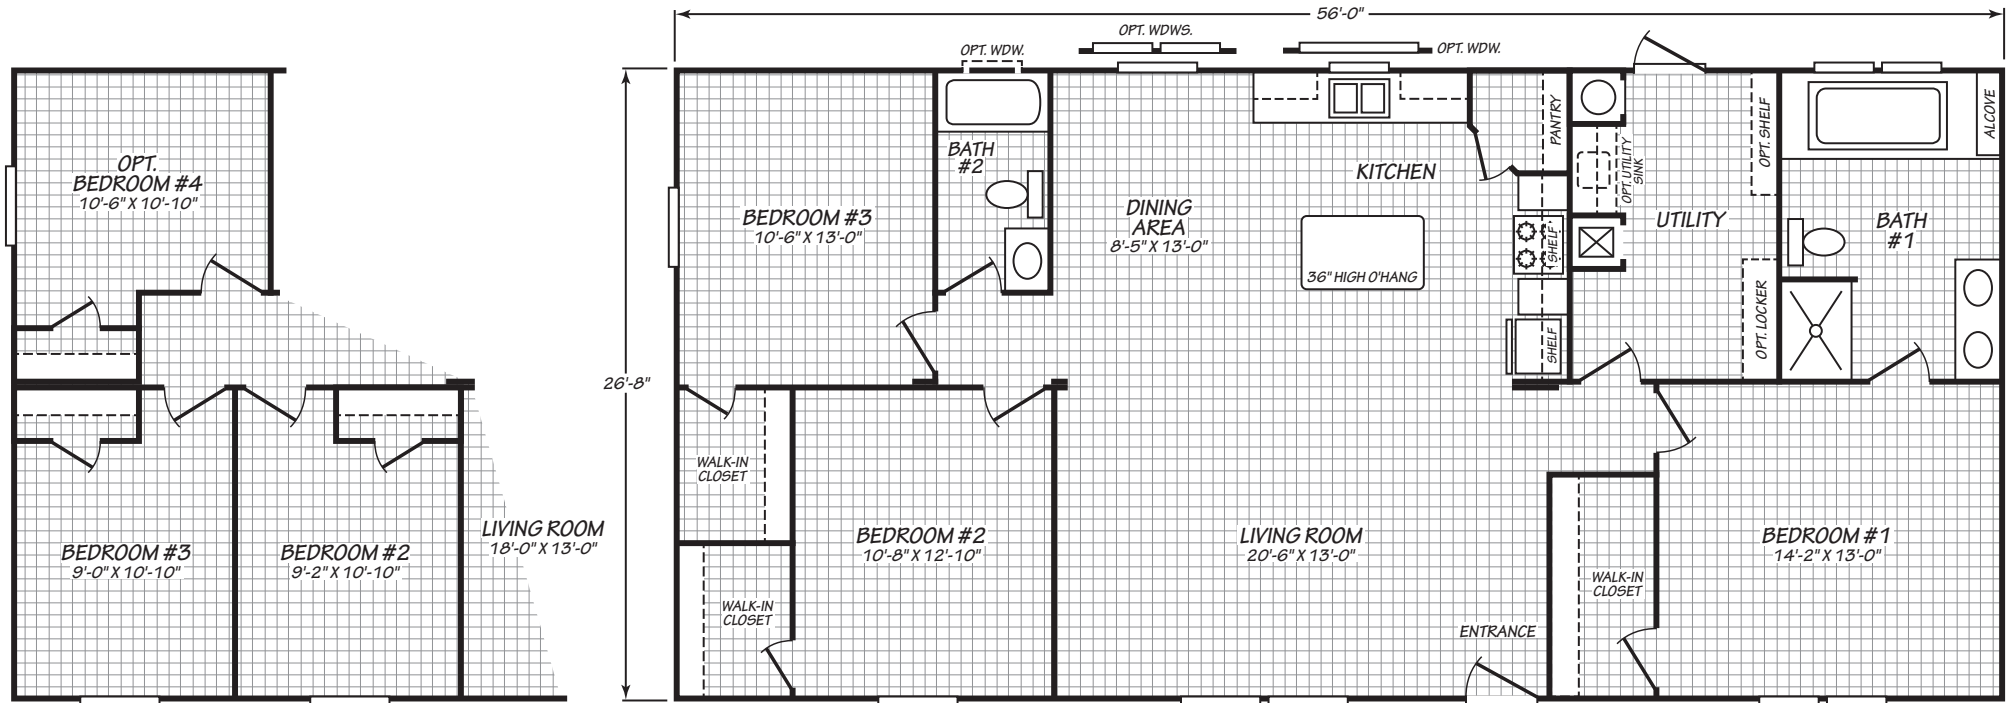 56'-0"
OPT. WDWS.
OPT. WDW.
OPT. WDW.
OPT.
BEDROOM #4
10'-6" X 10'-10"
BEDROOM #3
9'-0" X 10'-10"
BEDROOM #2
9'-2" X 10'-10"
LIVING ROOM
18'-0" X 13'-0"
26'-8"
BEDROOM #3
10'-6" X 13'-0"
BATH
#2
DINING
AREA
8'-5" X 13'-0"
KITCHEN
36" HIGH O'HANG
PANTRY
SHELF
SHELF
OPT. UTILITY
SINK
UTILITY
OPT. SHELF
OPT. LOCKER
ALCOVE
BATH
#1
WALK-IN
CLOSET
WALK-IN
CLOSET
BEDROOM #2
10'-8" X 12'-10"
LIVING ROOM
20'-6" X 13'-0"
ENTRANCE
WALK-IN
CLOSET
BEDROOM #1
14'-2" X 13'-0"